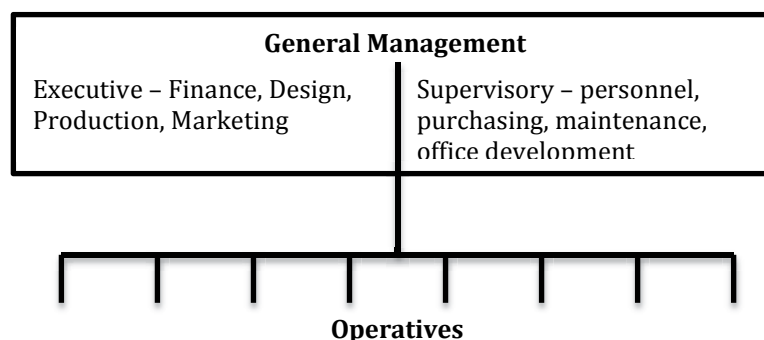 General Management
Executive – Finance, Design,
Production, Marketing
Supervisory – personnel,
purchasing, maintenance,
office development
Operatives